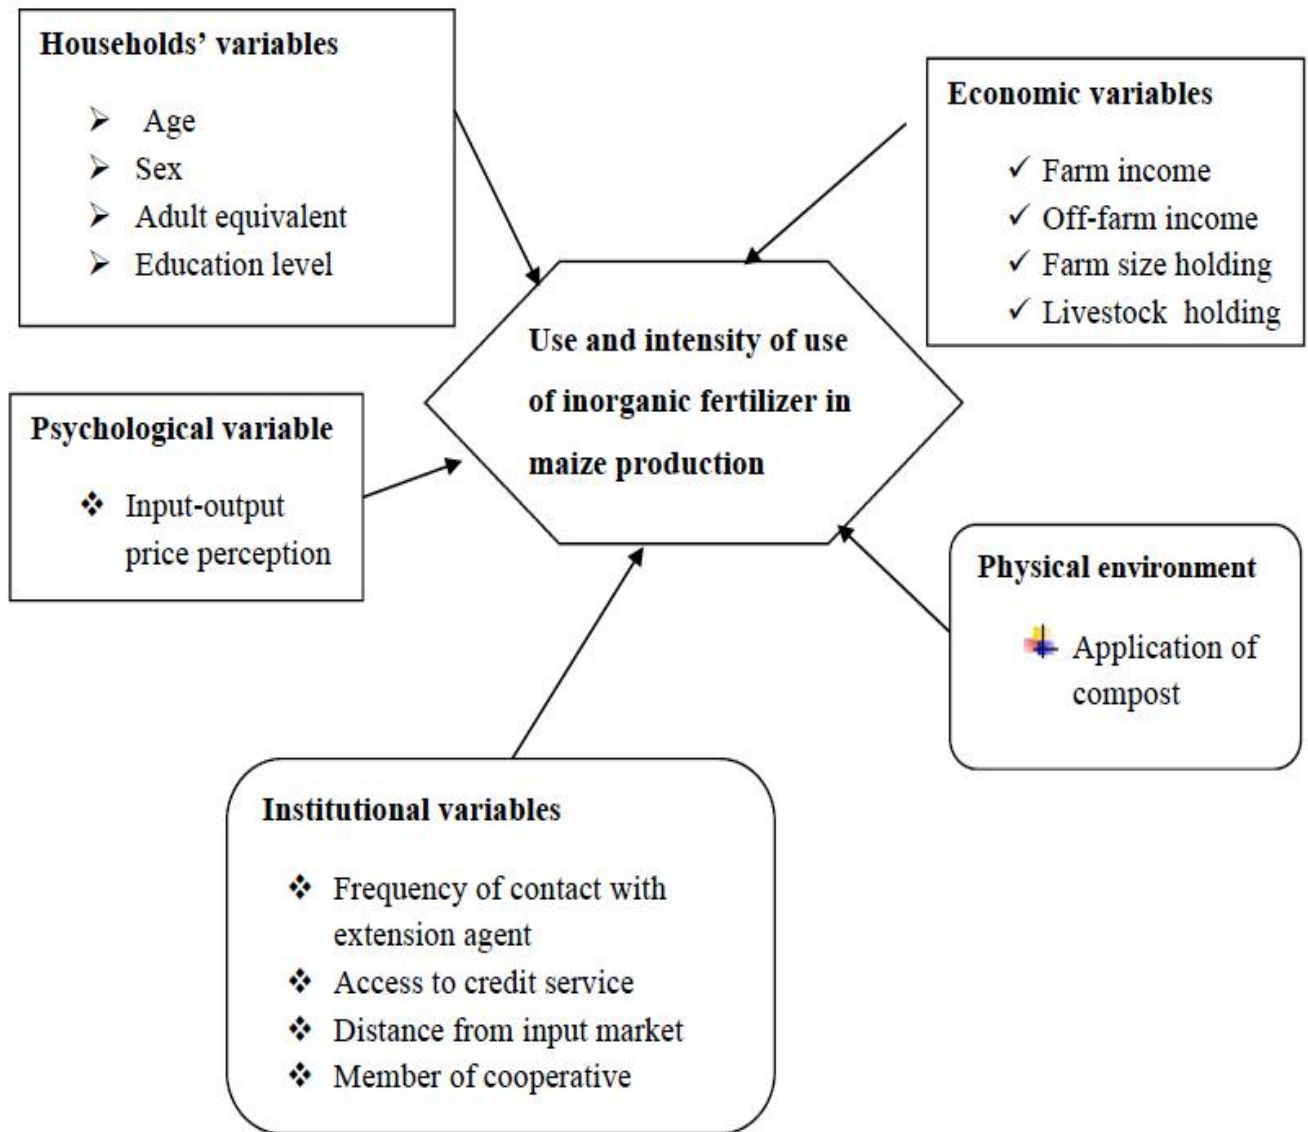 Households’ variables
Age
Sex
Adult equivalent
Education level
Economic variables
Farm income
Off-farm income
Farm size holding
Livestock holding
Use and intensity of use
of inorganic fertilizer in
maize production
Psychological variable
Input-output
price perception
Physical environment
Application of
compost
Institutional variables
Frequency of contact with
extension agent
Access to credit service
Distance from input market
Member of cooperative